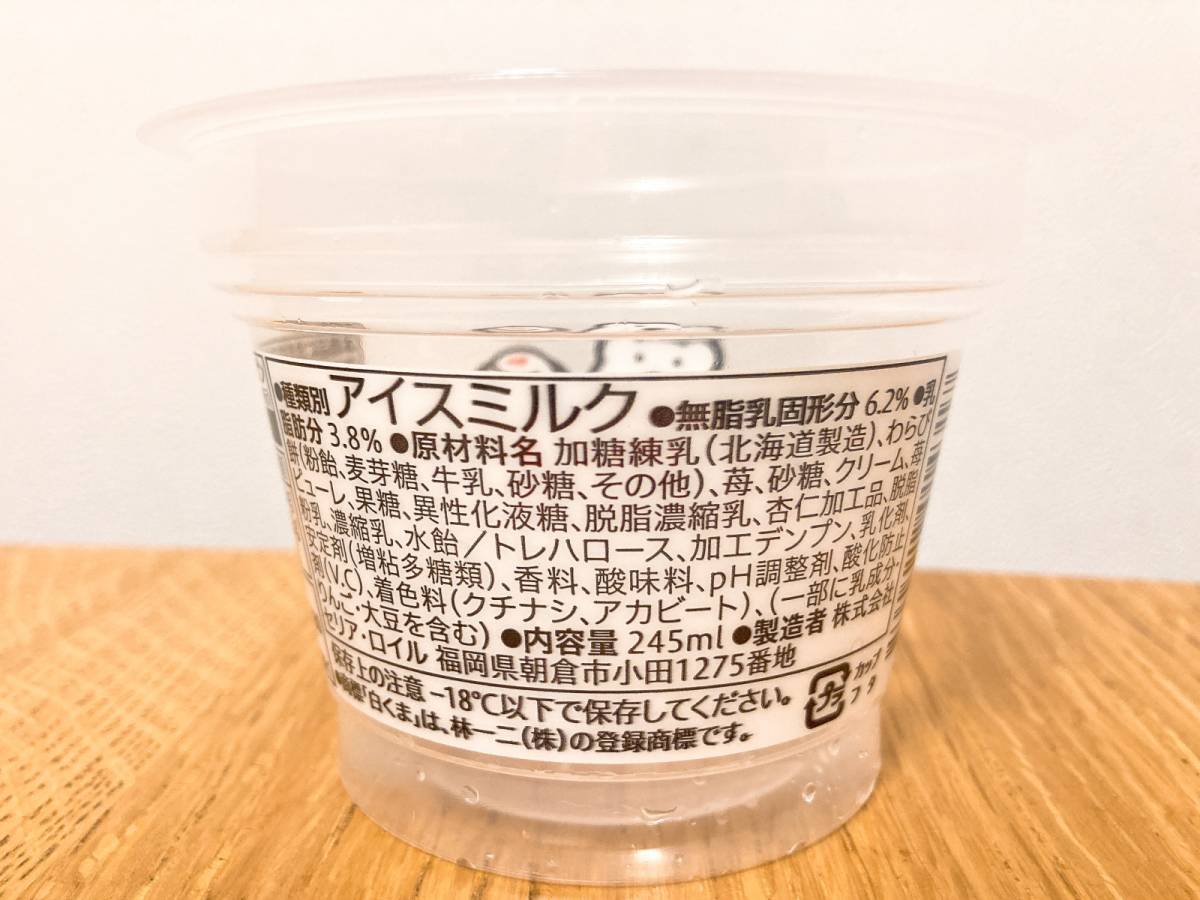 ●種類別 アイスミルク ●無脂乳固形分 6.2% ●乳
脂肪分 3.8% ●原材料名 加糖練乳(北海道製造)、わらび
餅(粉飴、麦芽糖、牛乳、砂糖、その他)、苺、砂糖、クリーム、苺
ピューレ、果糖、異性化液糖、脱脂濃縮乳、杏仁加工品、脱脂
粉乳、濃縮乳、水飴/トレハロース、加工デンプン、乳化剤、
安定剤(増粘多糖類)、香料、酸味料、pH調整剤、酸化防止
剤(V.C)、着色料(クチナシ、アカビート)、(一部に乳成分・
りんご・大豆を含む) ●内容量 245ml ●製造者 株式会社
セリア・ロイル 福岡県朝倉市小田1275番地
保存上の注意 −18℃以下で保存してください。
「白くま」は、林一二(株)の登録商標です。
プラ
カップ
フタ